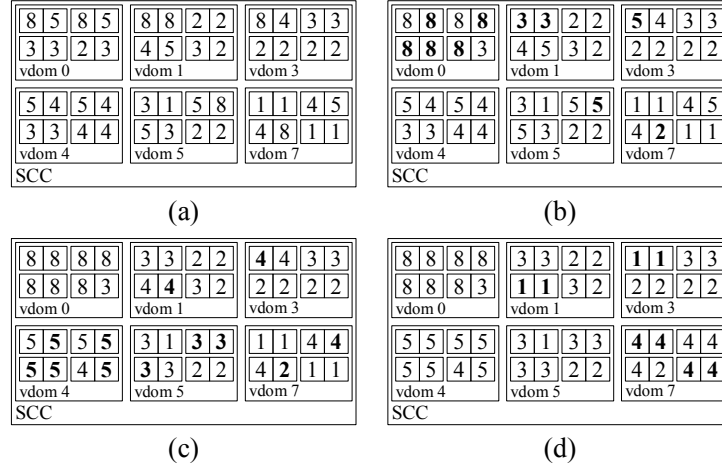 8 5 8 5 8 8 2 2 8 4 3 3
3 3 2 3 4 5 3 2 2 2 2 2
vdom 0 vdom 1 vdom 3
5 4 5 4 3 1 5 8 1 1 4 5
3 3 4 4 5 3 2 2 4 8 1 1
vdom 4 vdom 5 vdom 7
SCC
(a)
8 8 8 8 3 3 2 2 5 4 3 3
8 8 8 3 4 5 3 2 2 2 2 2
vdom 0 vdom 1 vdom 3
5 4 5 4 3 1 5 5 1 1 4 5
3 3 4 4 5 3 2 2 4 2 1 1
vdom 4 vdom 5 vdom 7
SCC
(b)
8 8 8 8 3 3 2 2 4 4 3 3
8 8 8 3 4 4 3 2 2 2 2 2
vdom 0 vdom 1 vdom 3
5 5 5 5 3 1 3 3 1 1 4 4
5 5 4 5 3 3 2 2 4 2 1 1
vdom 4 vdom 5 vdom 7
SCC
(c)
8 8 8 8 3 3 2 2 1 1 3 3
8 8 8 3 1 1 3 2 2 2 2 2
vdom 0 vdom 1 vdom 3
5 5 5 5 3 1 3 3 4 4 4 4
5 5 4 5 3 3 2 2 4 2 4 4
vdom 4 vdom 5 vdom 7
SCC
(d)